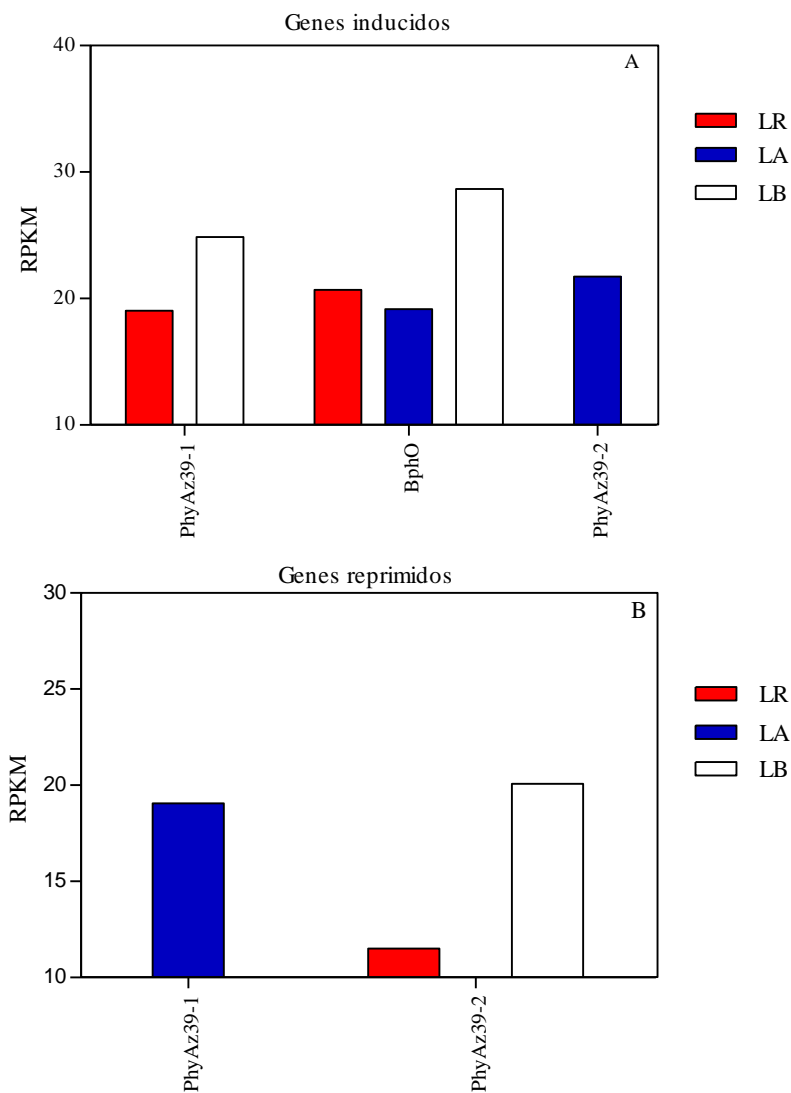 Genes inducidos
A
40
30
20
10
RPKM
PhyAz39-1
BphO
PhyAz39-2
LR
LA
LB
Genes reprimidos
B
30
25
20
15
10
RPKM
PhyAz39-1
PhyAz39-2
LR
LA
LB